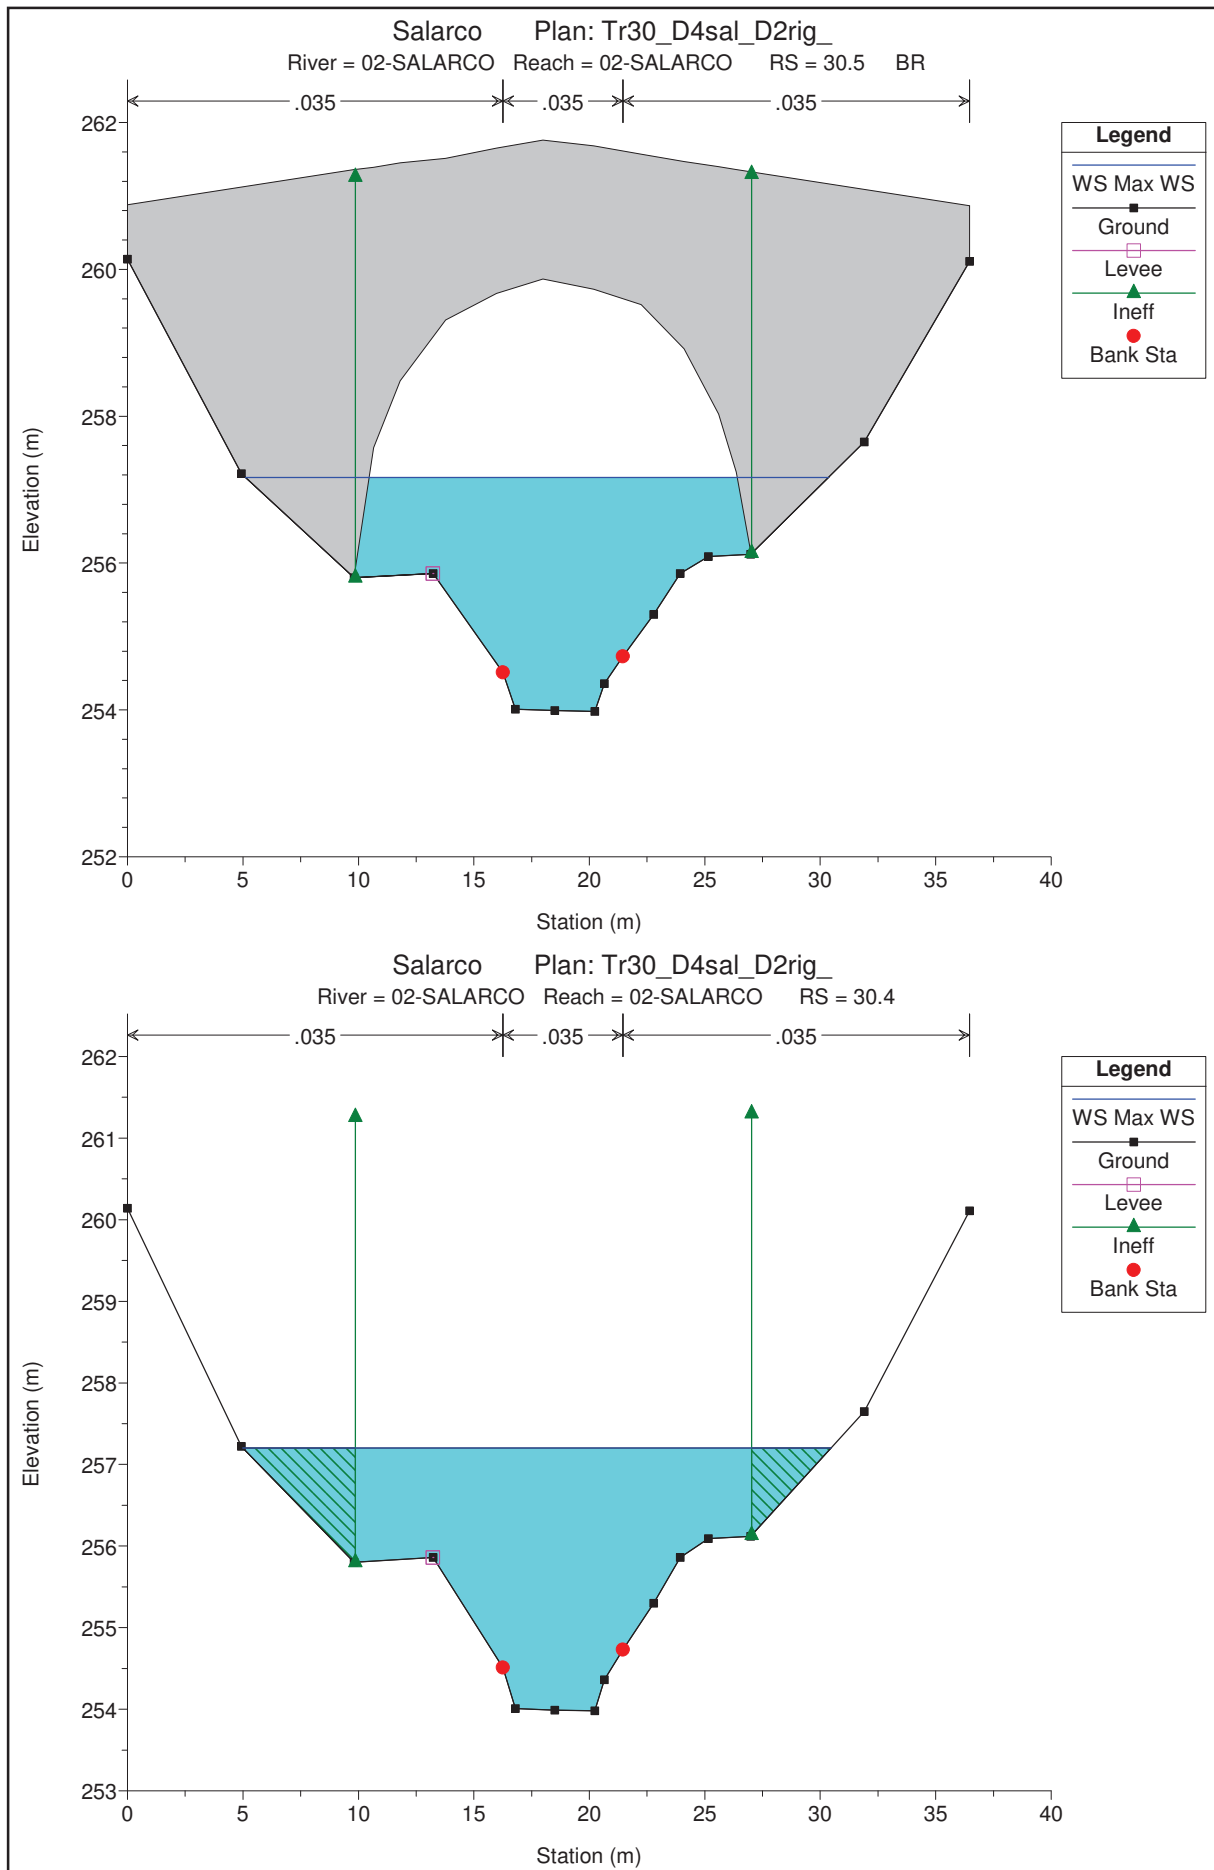 Salarco Plan: Tr30_D4sal_D2rig_
River = 02-SALARCO Reach = 02-SALARCO RS = 30.5 BR
.035 .035 .035
262
260
258
256
254
252
0 5 10 15 20 25 30 35 40
Station (m)
Elevation (m)
Legend
WS Max WS
Ground
Levee
Ineff
Bank Sta
Salarco Plan: Tr30_D4sal_D2rig_
River = 02-SALARCO Reach = 02-SALARCO RS = 30.4
.035 .035 .035
262
261
260
259
258
257
256
255
254
253
0 5 10 15 20 25 30 35 40
Station (m)
Elevation (m)
Legend
WS Max WS
Ground
Levee
Ineff
Bank Sta